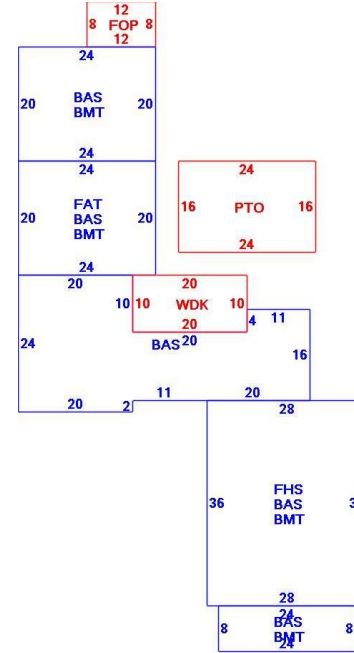 12
8 FOP 8
12
24
20 BAS 20
BMT
24
24
FAT
20 BAS 20
BMT
24
24
16 PTO 16
24
20 20
10 10 WDK 10
20
4 11
24 BAS 20
16
20 2 11 20
28
FHS
36 BAS 3
BMT
28
24
8 BAS 8
BMT
24